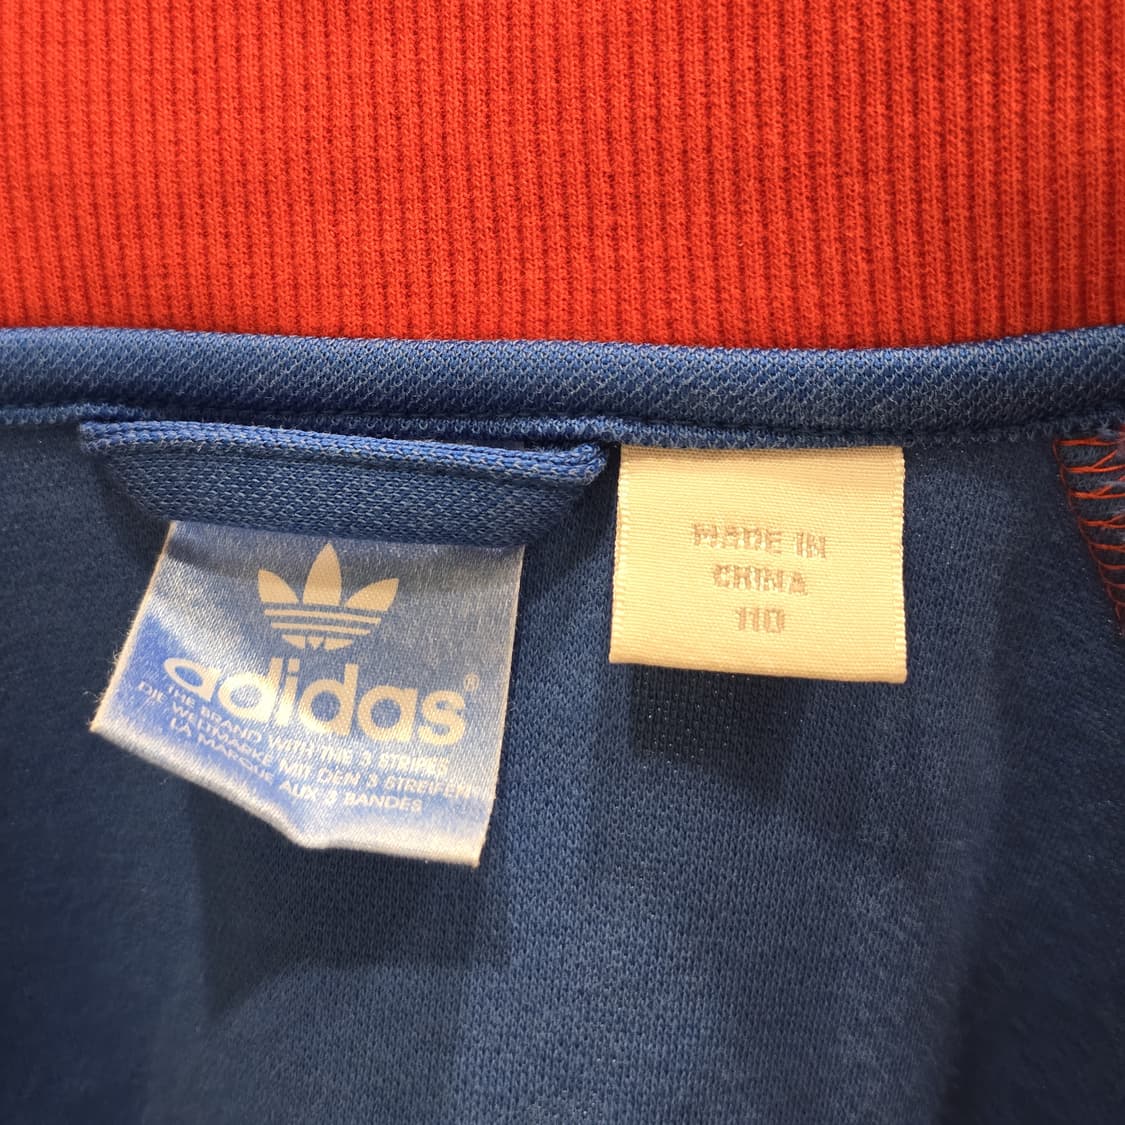 adidas®
THE BRAND WITH THE 3 STRIPES
DIE WELTMARKE MIT DEN 3 STREIFEN
LA MARQUE AUX 3 BANDES
MADE IN
CHINA
110